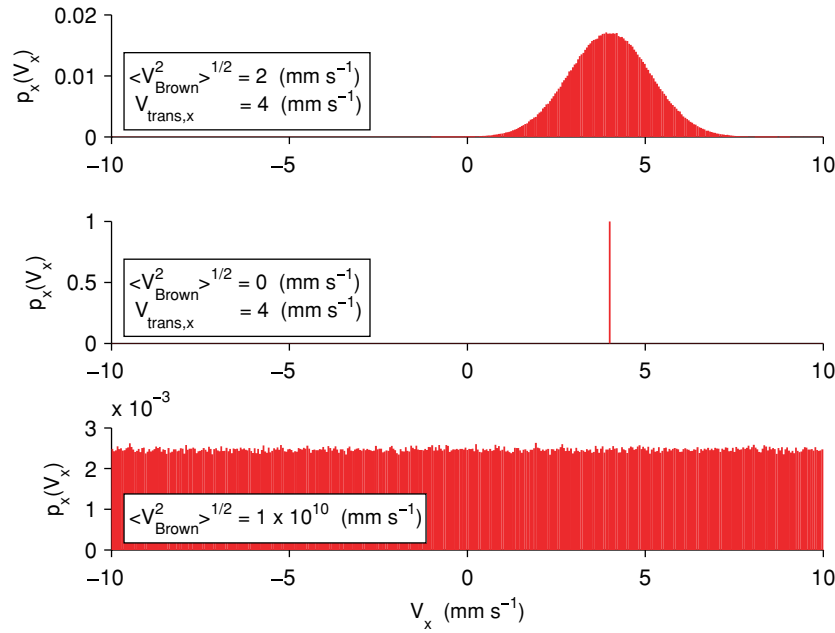 0.02
0.01
0
p_x(V_x)
<V²_Brown>^1/2 = 2 (mm s⁻¹)
V_trans,x = 4 (mm s⁻¹)
−10 −5 0 5 10
1
0.5
0
p_x(V_x)
<V²_Brown>^1/2 = 0 (mm s⁻¹)
V_trans,x = 4 (mm s⁻¹)
−10 −5 0 5 10
x 10⁻³
3
2
1
0
p_x(V_x)
<V²_Brown>^1/2 = 1 x 10¹⁰ (mm s⁻¹)
−10 −5 0 5 10
V_x (mm s⁻¹)